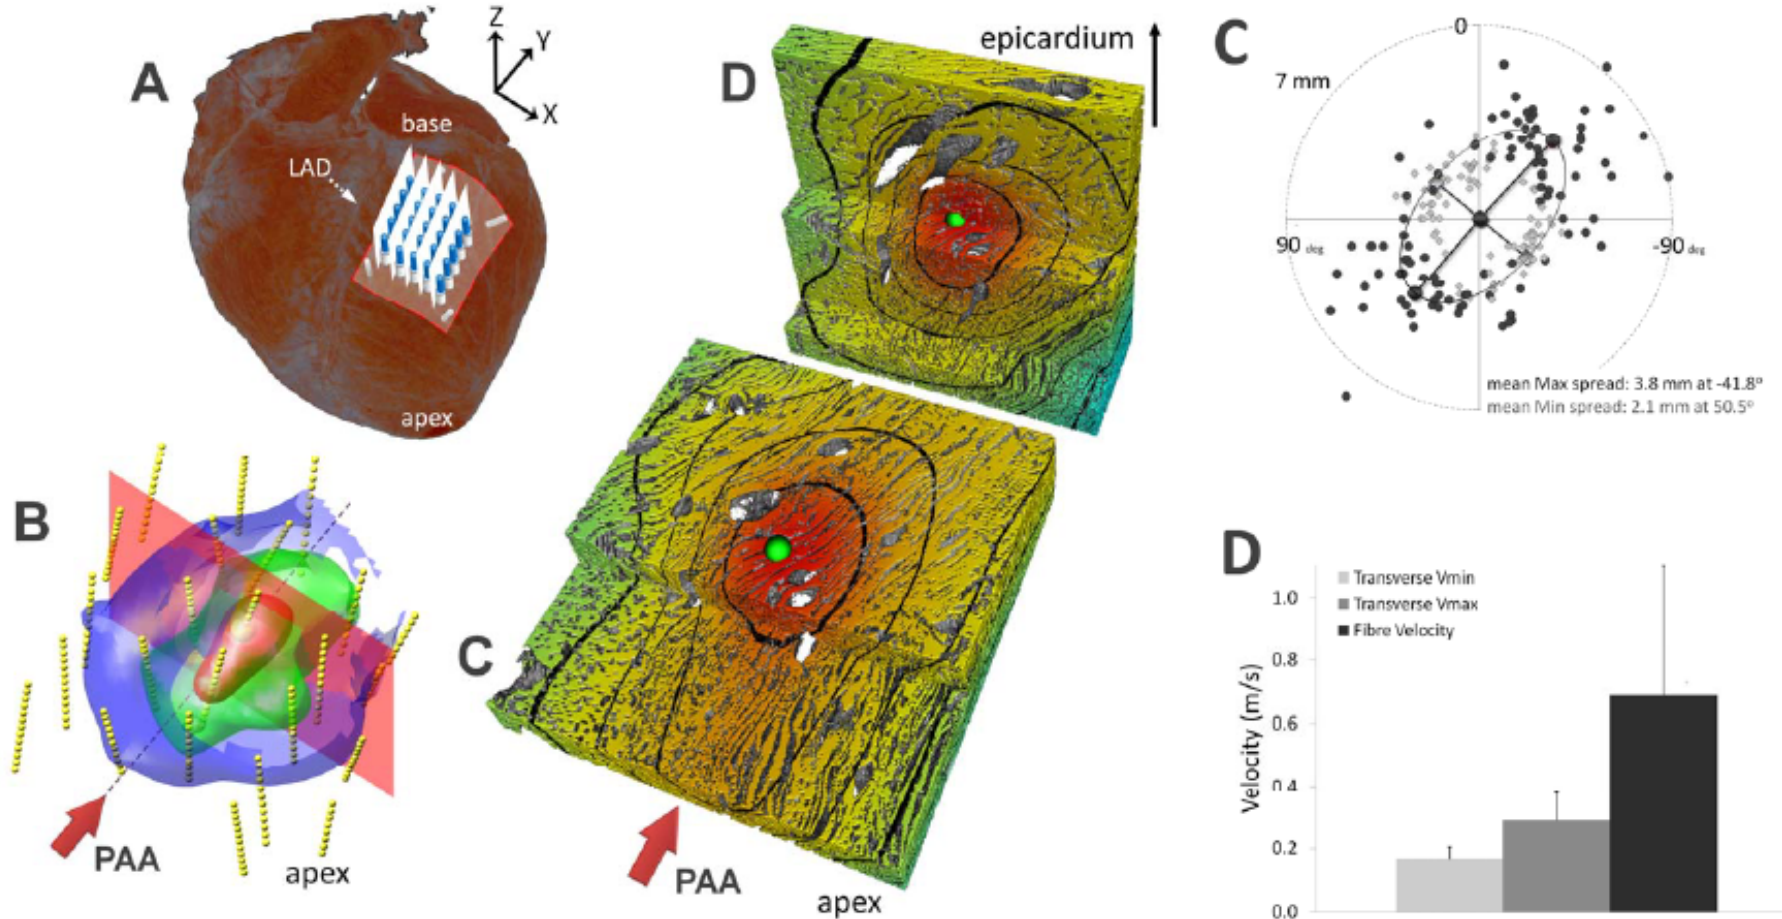 A
Z
Y
X
base
LAD
apex
B
PAA
apex
D
epicardium
C
PAA
apex
C
0
7 mm
90 deg
-90 deg
mean Max spread: 3.8 mm at -41.8º
mean Min spread: 2.1 mm at 50.5º
D
Transverse Vmin
Transverse Vmax
Fibre Velocity
Velocity (m/s)
1.0
0.8
0.6
0.4
0.2
0.0